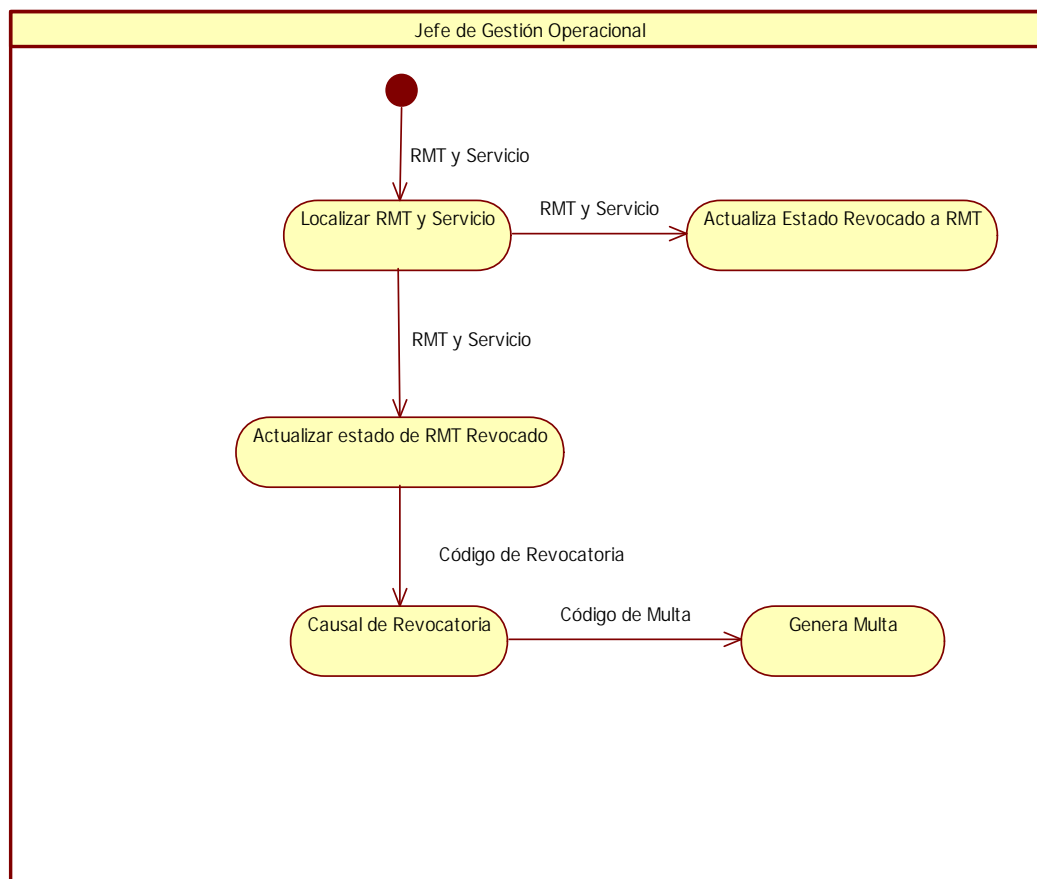 Jefe de Gestión Operacional
RMT y Servicio
Localizar RMT y Servicio
RMT y Servicio
Actualiza Estado Revocado a RMT
RMT y Servicio
Actualizar estado de RMT Revocado
Código de Revocatoria
Causal de Revocatoria
Código de Multa
Genera Multa